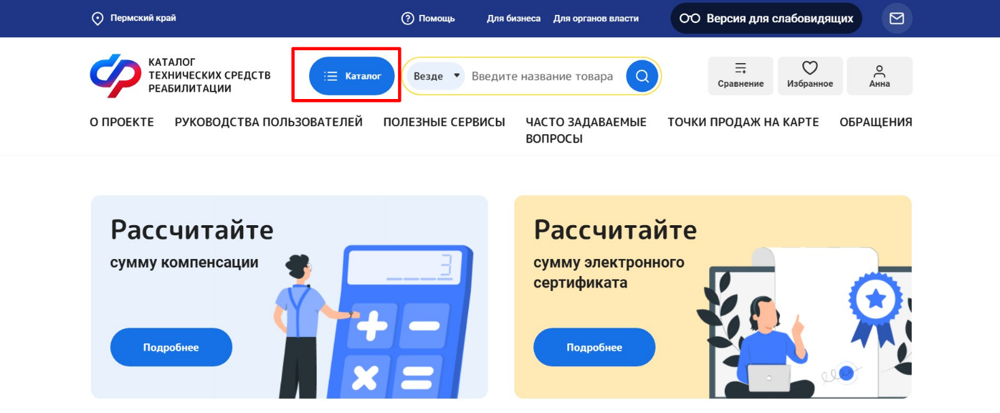 Пермский край
Помощь
Для бизнеса
Для органов власти
Версия для слабовидящих
КАТАЛОГ
ТЕХНИЧЕСКИХ СРЕДСТВ
РЕАБИЛИТАЦИИ
Каталог
Везде
Введите название товара
Сравнение
Избранное
Анна
О ПРОЕКТЕ
РУКОВОДСТВА ПОЛЬЗОВАТЕЛЕЙ
ПОЛЕЗНЫЕ СЕРВИСЫ
ЧАСТО ЗАДАВАЕМЫЕ
ВОПРОСЫ
ТОЧКИ ПРОДАЖ НА КАРТЕ
ОБРАЩЕНИЯ
Рассчитайте
сумму компенсации
3
Подробнее
Рассчитайте
сумму электронного
сертификата
Подробнее